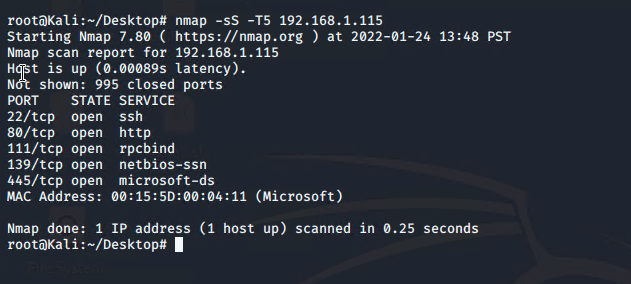 root@Kali:~/Desktop# nmap -sS -T5 192.168.1.115
Starting Nmap 7.80 ( https://nmap.org ) at 2022-01-24 13:48 PST
Nmap scan report for 192.168.1.115
Host is up (0.00089s latency).
Not shown: 995 closed ports
PORT    STATE SERVICE
22/tcp  open  ssh
80/tcp  open  http
111/tcp open  rpcbind
139/tcp open  netbios-ssn
445/tcp open  microsoft-ds
MAC Address: 00:15:5D:00:04:11 (Microsoft)
Nmap done: 1 IP address (1 host up) scanned in 0.25 seconds
root@Kali:~/Desktop#
File System